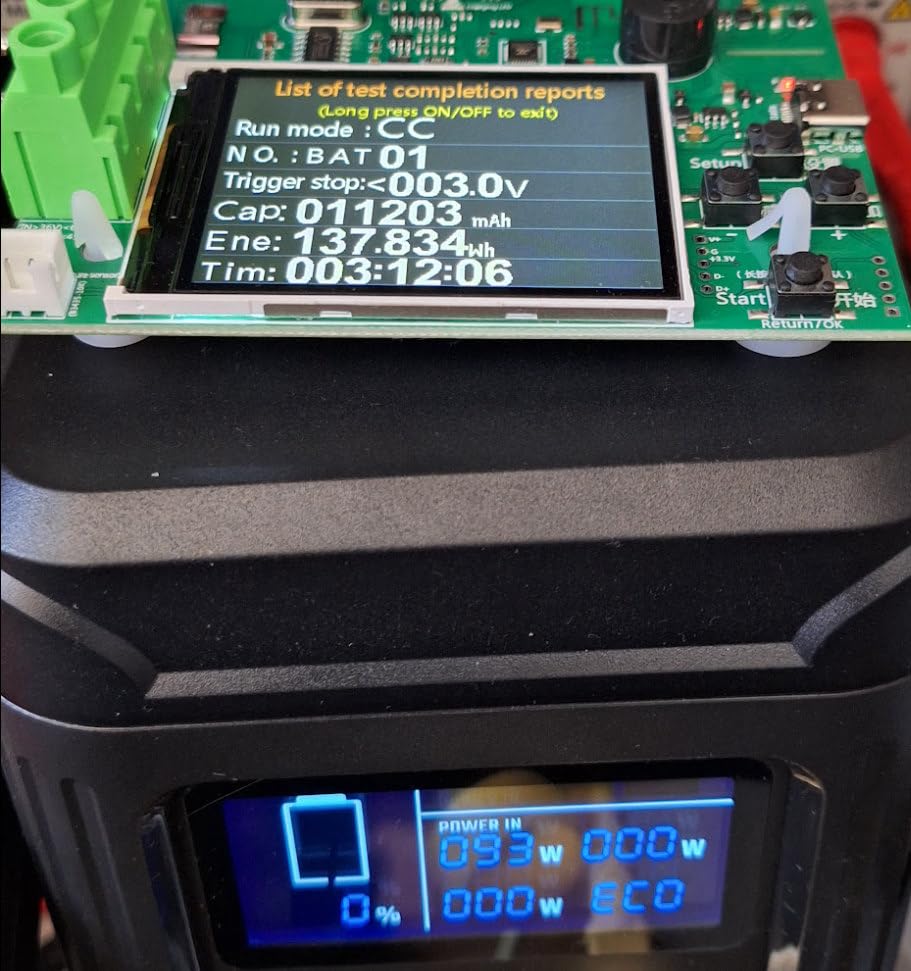 List of test completion reports
(Long press ON/OFF to exit)
Run mode : CC
NO. : BAT 01
Trigger stop:<003.0V
Cap: 011203 mAh
Ene: 137.834Wh
Tim: 003:12:06
PC-USB
Setup
- +
V+
G
+3.3V
D-
D+
Start 开始
Return/OK
POWER IN
093W 000W
0% 000W ECO